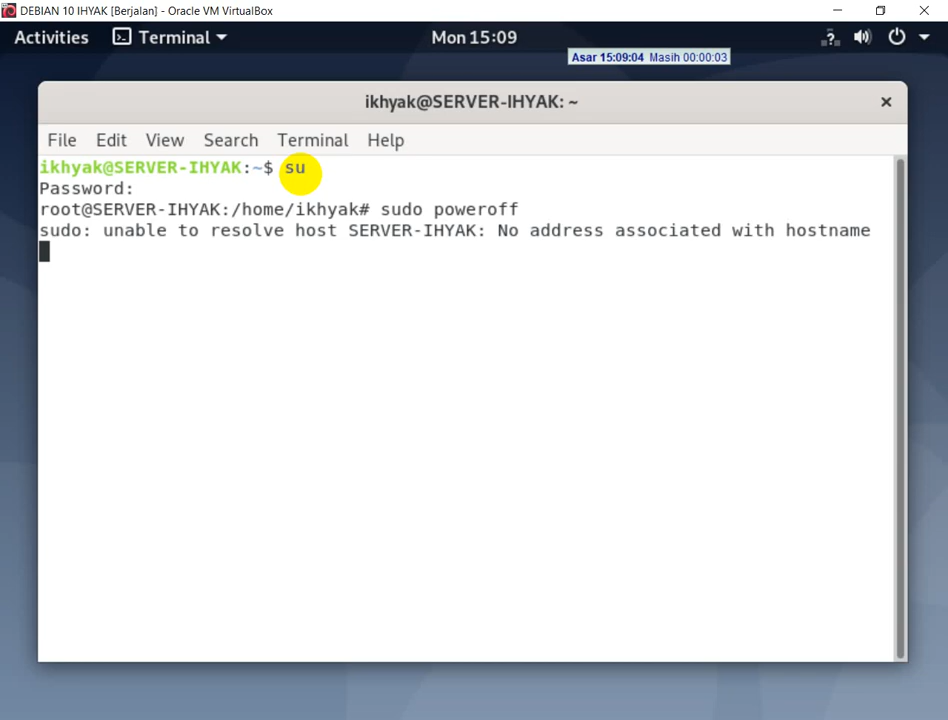 DEBIAN 10 IHYAK [Berjalan] - Oracle VM VirtualBox
Activities Terminal Mon 15:09
Asar 15:09:04 Masih 00:00:03
ikhyak@SERVER-IHYAK: ~
File Edit View Search Terminal Help
ikhyak@SERVER-IHYAK:~$ su
Password:
root@SERVER-IHYAK:/home/ikhyak# sudo poweroff
sudo: unable to resolve host SERVER-IHYAK: No address associated with hostname